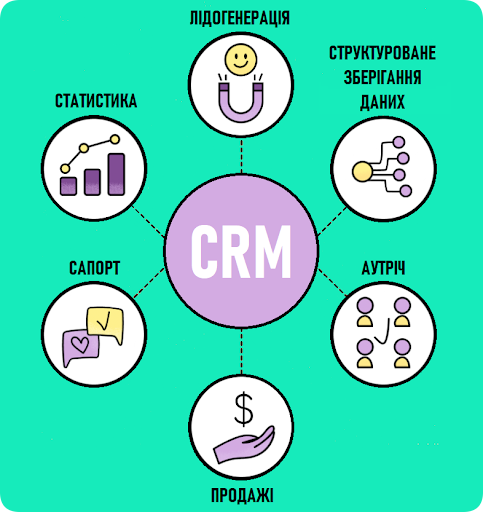 ЛІДОГЕНЕРАЦІЯ
СТРУКТУРОВАНЕ
ЗБЕРІГАННЯ
ДАНИХ
СТАТИСТИКА
CRM
САПОРТ
АУТРІЧ
$
ПРОДАЖІ